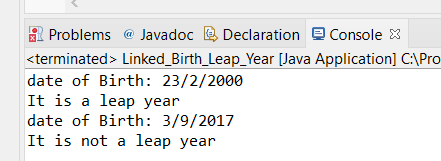 Problems @ Javadoc Declaration Console
<terminated> Linked_Birth_Leap_Year [Java Application] C:\Pro
date of Birth: 23/2/2000
It is a leap year
date of Birth: 3/9/2017
It is not a leap year